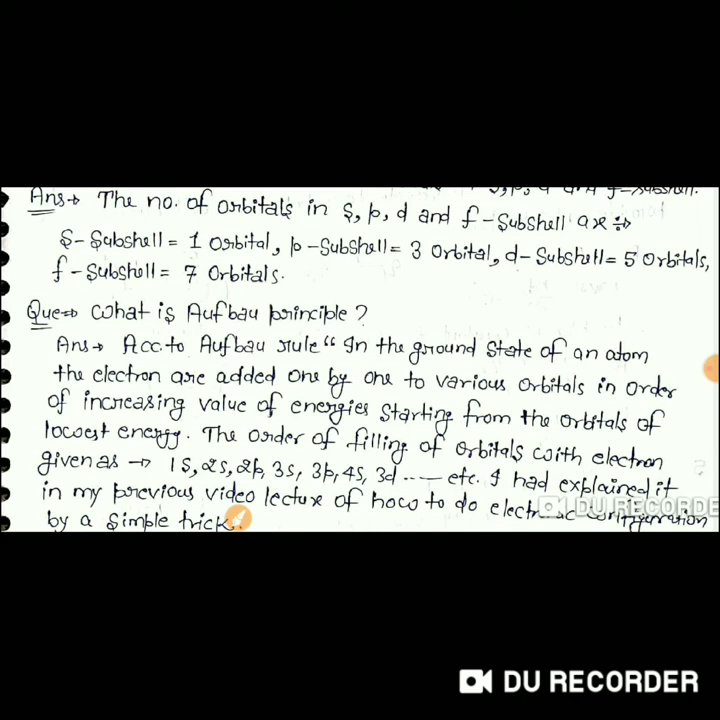 Ans→ The no. of orbitals in s, p, d and f-Subshell are ⇒
s-Subshell = 1 Orbital, p-Subshell = 3 Orbital, d-Subshell = 5 Orbitals,
f-Subshell = 7 Orbitals.
Que⇒ What is Aufbau principle?
Ans→ Acc. to Aufbau rule "In the ground state of an atom
the electron are added one by one to various orbitals in order
of increasing value of energies starting from the orbitals of
lowest energy. The order of filling of orbitals with electron
given as → 1s, 2s, 2p, 3s, 3p, 4s, 3d ...... etc. I had explained it
in my previous video lecture of how to do electronic configuration
by a simple trick.
DU RECORDER
DU RECORDER